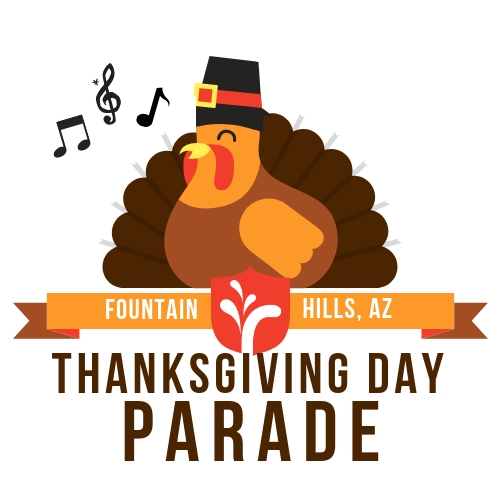 FOUNTAIN HILLS, AZ
THANKSGIVING DAY
PARADE